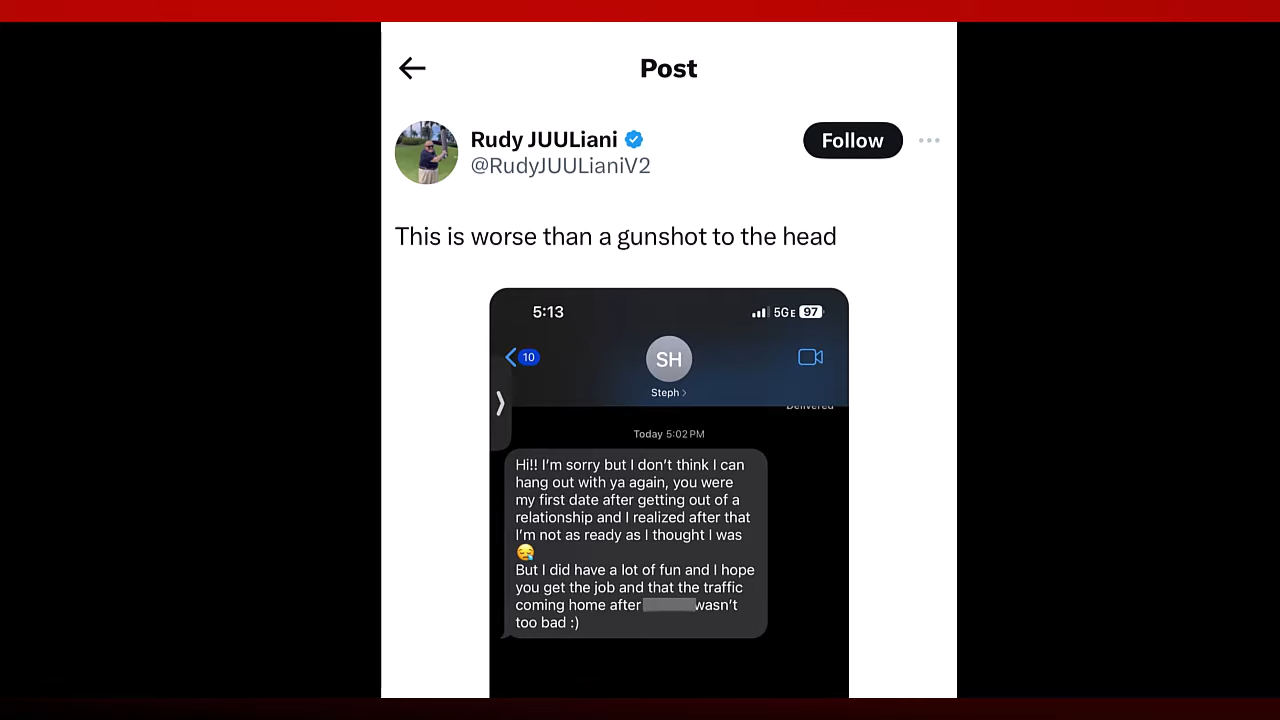 Post
Rudy JUULiani
@RudyJUULianiV2
Follow
This is worse than a gunshot to the head
5:13
5GE 97
10
SH
Steph
Delivered
Today 5:02 PM
Hi!! I'm sorry but I don't think I can
hang out with ya again, you were
my first date after getting out of a
relationship and I realized after that
I'm not as ready as I thought I was
😪
But I did have a lot of fun and I hope
you get the job and that the traffic
coming home after wasn't
too bad :)